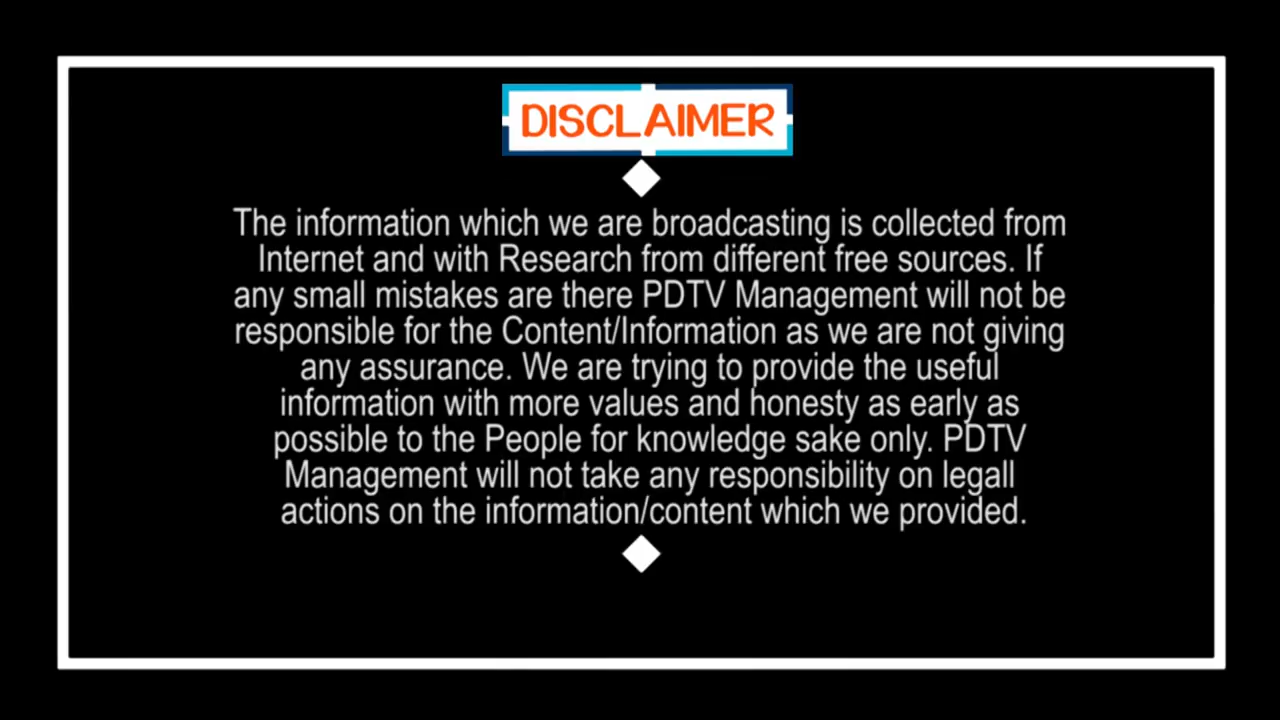 DISCLAIMER
The information which we are broadcasting is collected from
Internet and with Research from different free sources. If
any small mistakes are there PDTV Management will not be
responsible for the Content/Information as we are not giving
any assurance. We are trying to provide the useful
information with more values and honesty as early as
possible to the People for knowledge sake only. PDTV
Management will not take any responsibility on legall
actions on the information/content which we provided.